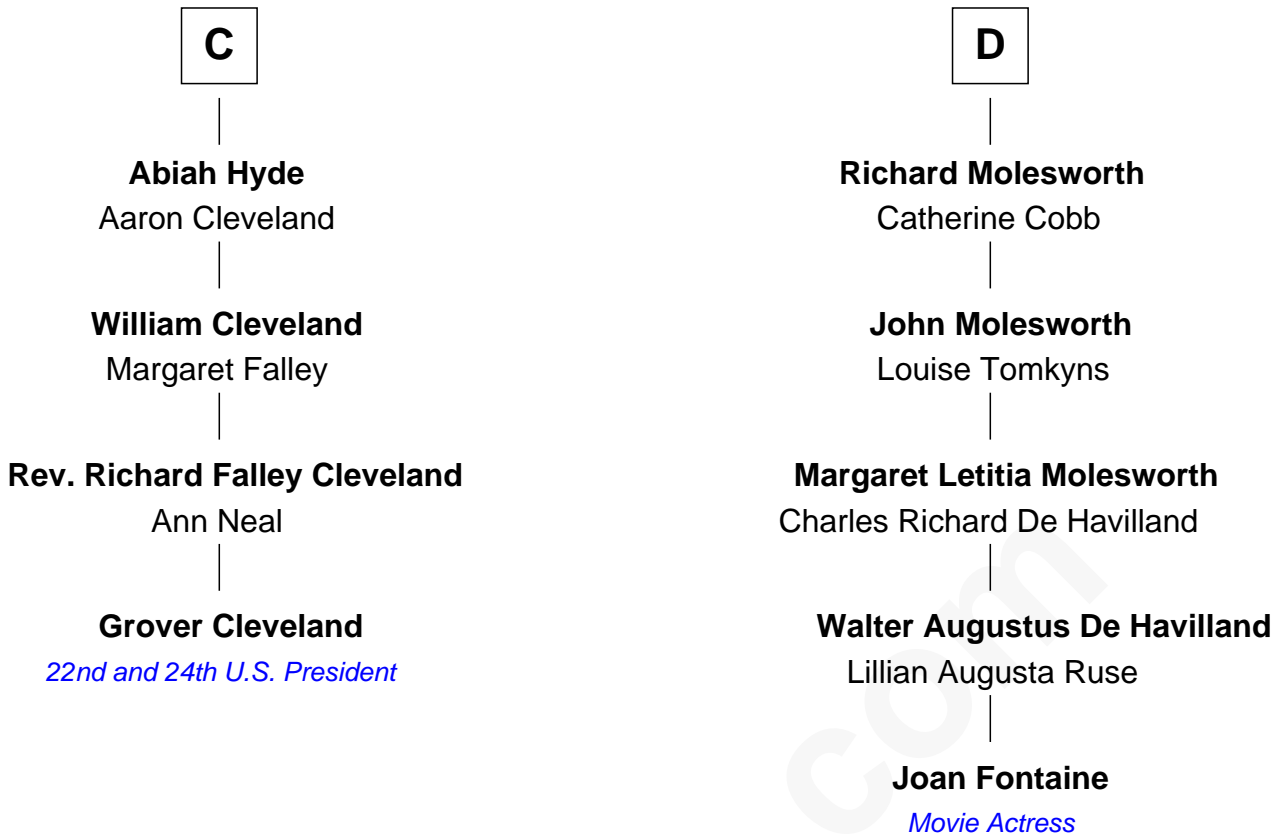 C
Abiah Hyde
Aaron Cleveland
William Cleveland
Margaret Falley
Rev. Richard Falley Cleveland
Ann Neal
Grover Cleveland
22nd and 24th U.S. President
D
Richard Molesworth
Catherine Cobb
John Molesworth
Louise Tomkyns
Margaret Letitia Molesworth
Charles Richard De Havilland
Walter Augustus De Havilland
Lillian Augusta Ruse
Joan Fontaine
Movie Actress
com